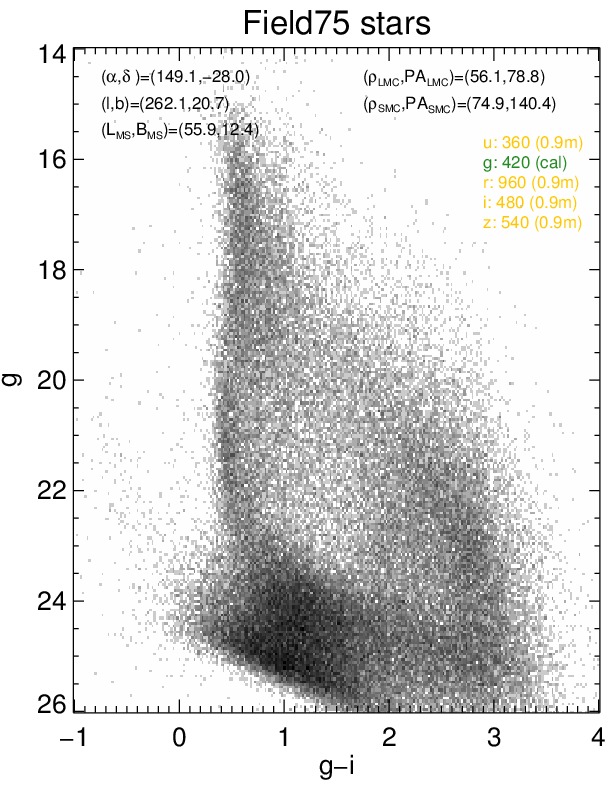 Field75 stars
(α,δ )=(149.1,−28.0)
(ρLMC,PALMC)=(56.1,78.8)
(l,b)=(262.1,20.7)
(ρSMC,PASMC)=(74.9,140.4)
(LMS,BMS)=(55.9,12.4)
u: 360 (0.9m)
g: 420 (cal)
r: 960 (0.9m)
i: 480 (0.9m)
z: 540 (0.9m)
14
16
18
20
22
24
26
g
−1 0 1 2 3 4
g−i